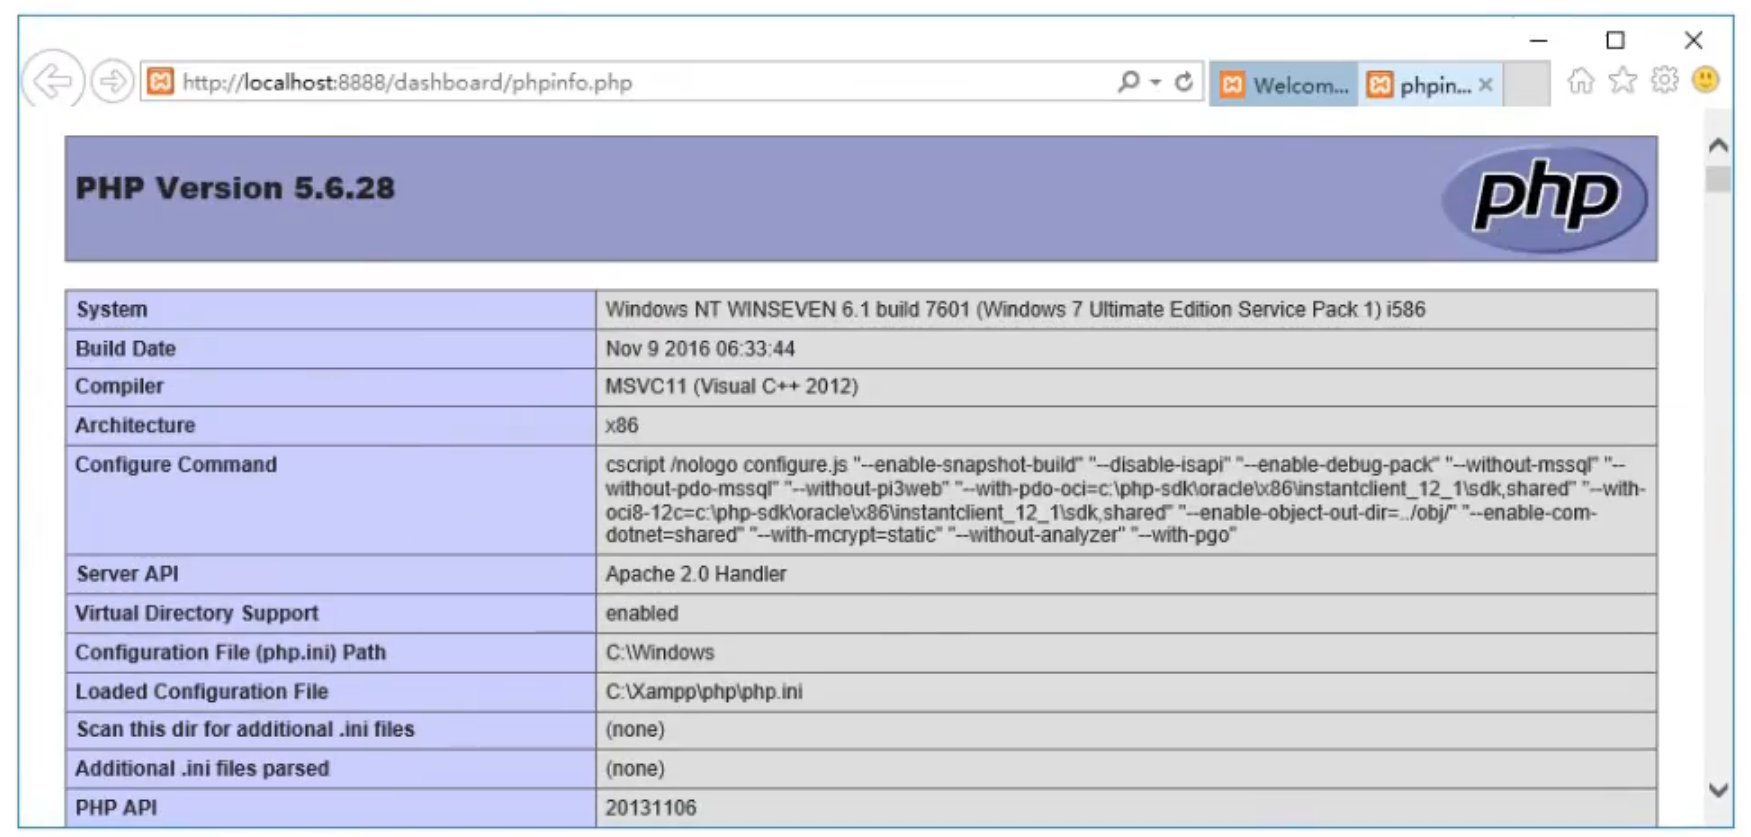 http://localhost:8888/dashboard/phpinfo.php
Welcom...
phpin...
PHP Version 5.6.28
php
System
Windows NT WINSEVEN 6.1 build 7601 (Windows 7 Ultimate Edition Service Pack 1) i586
Build Date
Nov 9 2016 06:33:44
Compiler
MSVC11 (Visual C++ 2012)
Architecture
x86
Configure Command
cscript /nologo configure.js "--enable-snapshot-build" "--disable-isapi" "--enable-debug-pack" "--without-mssql" "--
without-pdo-mssql" "--without-pi3web" "--with-pdo-oci=c:\php-sdk\oracle\x86\instantclient_12_1\sdk,shared" "--with-
oci8-12c=c:\php-sdk\oracle\x86\instantclient_12_1\sdk,shared" "--enable-object-out-dir=../obj/" "--enable-com-
dotnet=shared" "--with-mcrypt=static" "--without-analyzer" "--with-pgo"
Server API
Apache 2.0 Handler
Virtual Directory Support
enabled
Configuration File (php.ini) Path
C:\Windows
Loaded Configuration File
C:\Xampp\php\php.ini
Scan this dir for additional .ini files
(none)
Additional .ini files parsed
(none)
PHP API
20131106